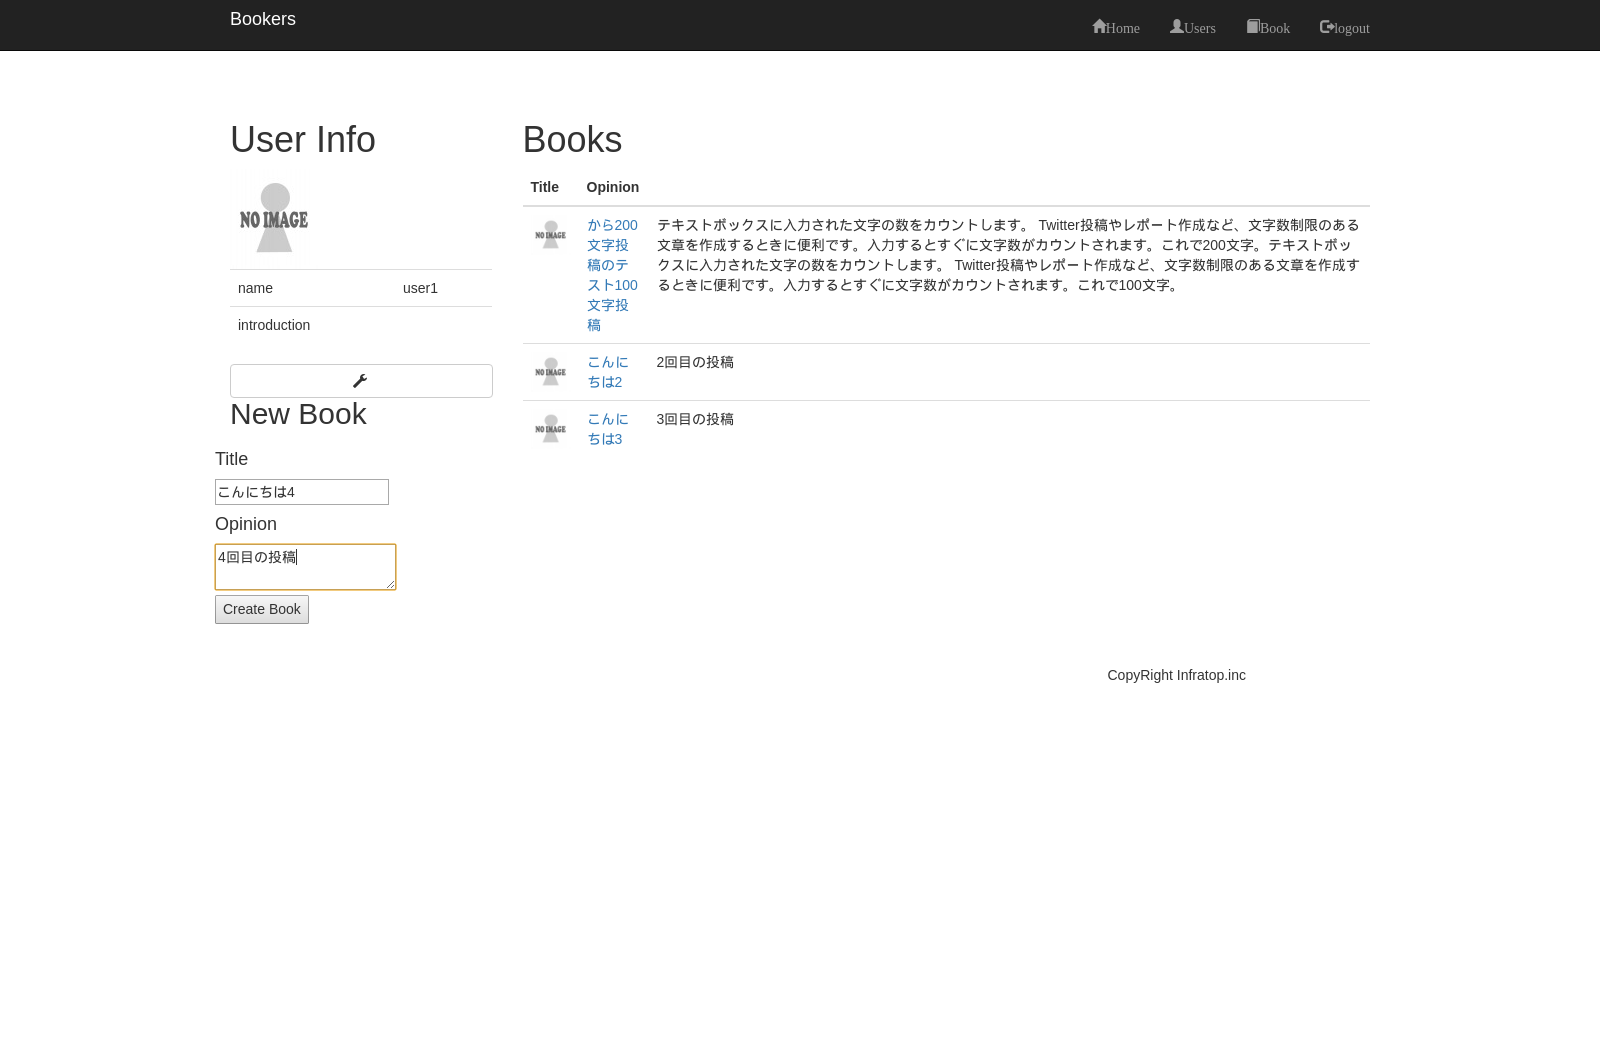 Bookers
Home
Users
Book
logout
User Info
NO IMAGE
name user1
introduction
New Book
Title
こんにちは4
Opinion
4回目の投稿
Create Book
Books
Title Opinion
NO IMAGE
から200
文字投
稿のテ
スト100
文字投
稿
テキストボックスに入力された文字の数をカウントします。 Twitter投稿やレポート作成など、文字数制限のある
文章を作成するときに便利です。入力するとすぐに文字数がカウントされます。これで200文字。テキストボッ
クスに入力された文字の数をカウントします。 Twitter投稿やレポート作成など、文字数制限のある文章を作成す
るときに便利です。入力するとすぐに文字数がカウントされます。これで100文字。
NO IMAGE
こんに
ちは2
2回目の投稿
NO IMAGE
こんに
ちは3
3回目の投稿
CopyRight Infratop.inc